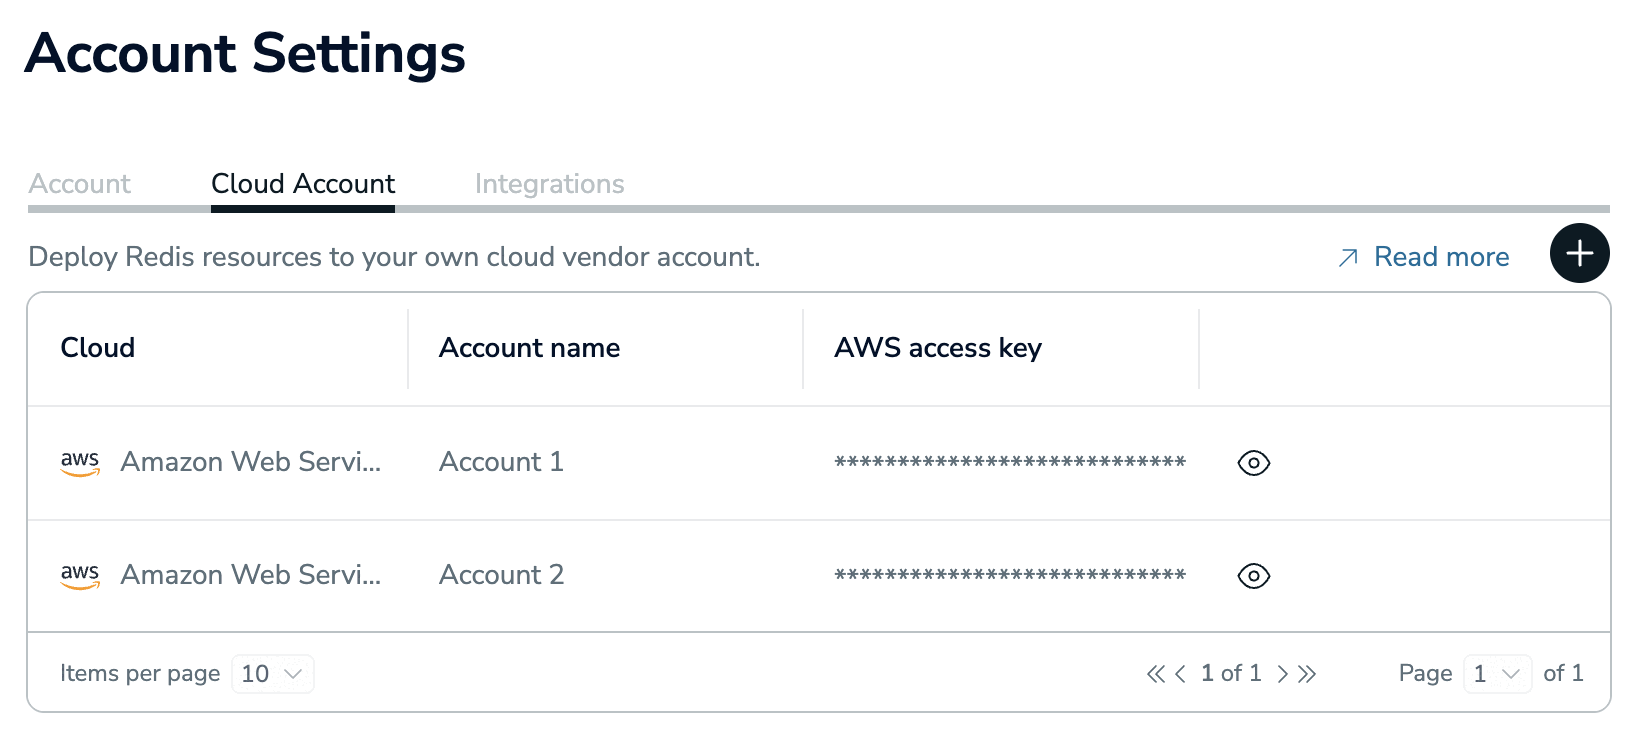 Account Settings
Account Cloud Account Integrations
Deploy Redis resources to your own cloud vendor account. Read more
Cloud Account name AWS access key
aws Amazon Web Servi... Account 1 ****************************
aws Amazon Web Servi... Account 2 ****************************
Items per page 10 1 of 1 Page 1 of 1